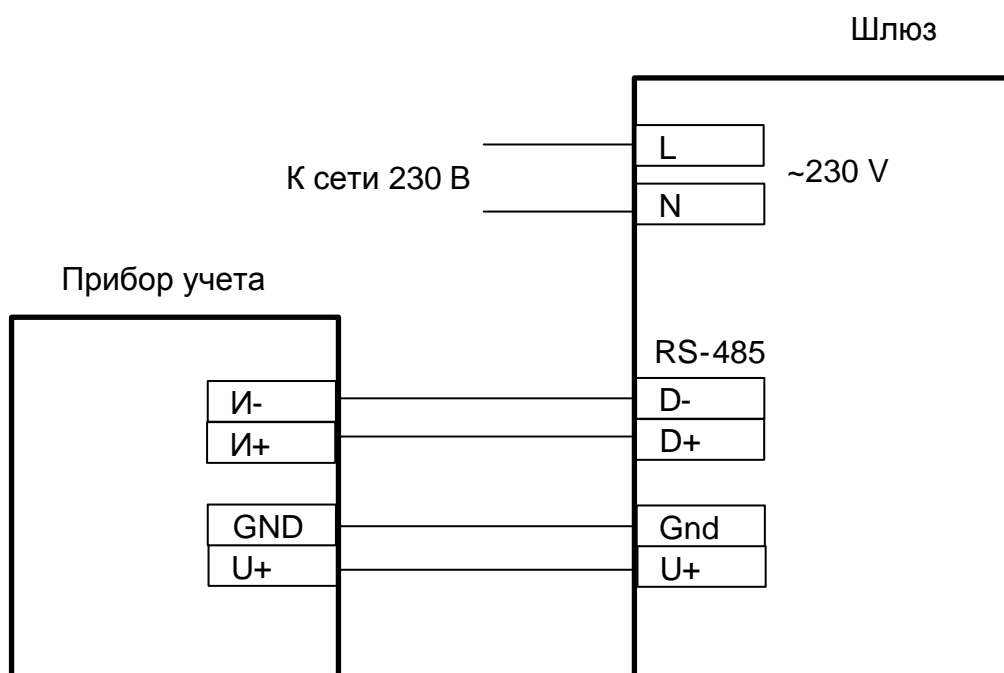 Шлюз
L
К сети 230 В
~230 V
N
Прибор учета
RS-485
И-
D-
И+
D+
GND
Gnd
U+
U+